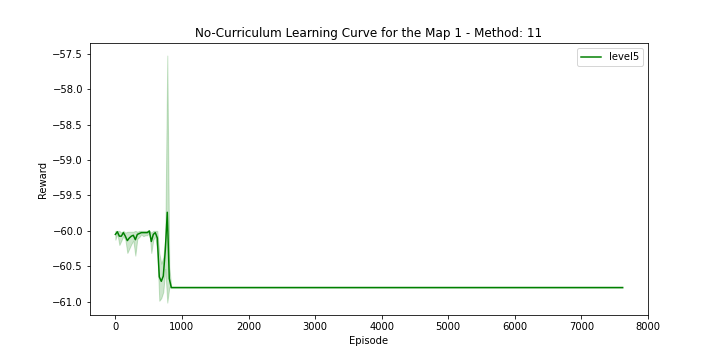 No-Curriculum Learning Curve for the Map 1 - Method: 11
level5
−57.5
−58.0
−58.5
−59.0
−59.5
−60.0
−60.5
−61.0
Reward
0 1000 2000 3000 4000 5000 6000 7000 8000
Episode